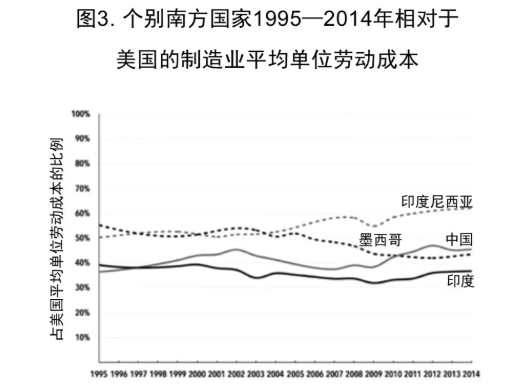 图3. 个别南方国家1995—2014年相对于
美国的制造业平均单位劳动成本
占美国平均单位劳动成本的比例
100%
90%
80%
70%
60%
50%
40%
30%
20%
10%
印度尼西亚
墨西哥
中国
印度
1995 1996 1997 1998 1999 2000 2001 2002 2003 2004 2005 2006 2007 2008 2009 2010 2011 2012 2013 2014